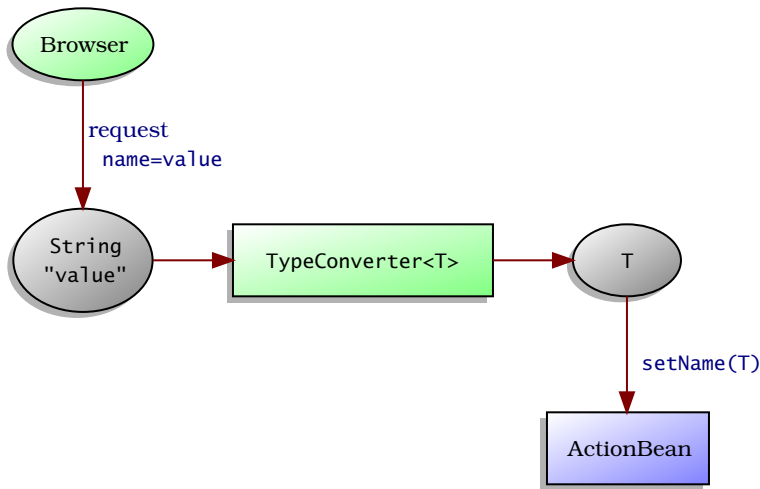 Browser
request
name=value
String
"value"
TypeConverter<T>
T
setName(T)
ActionBean